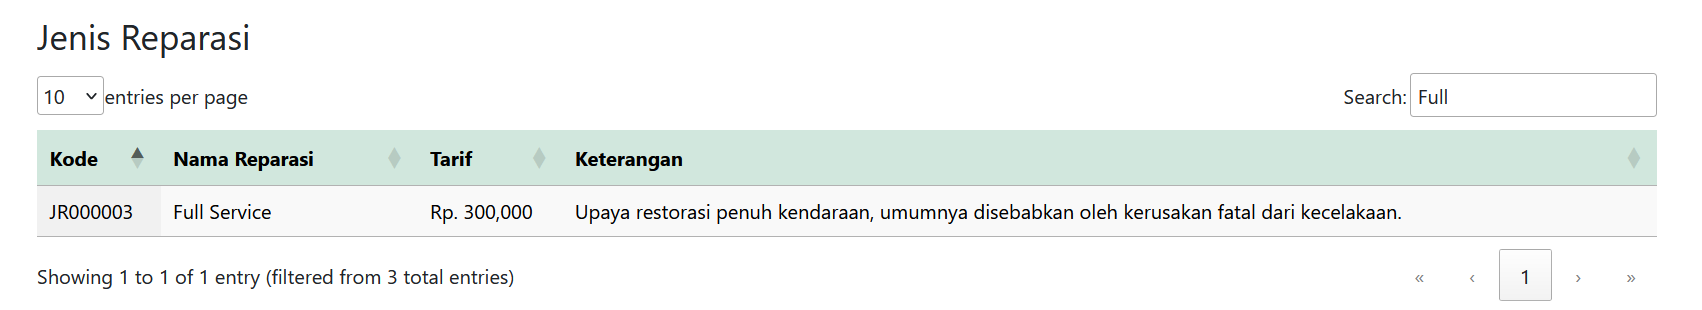 Jenis Reparasi
10 entries per page
Search: Full
Kode Nama Reparasi Tarif Keterangan
JR000003 Full Service Rp. 300,000 Upaya restorasi penuh kendaraan, umumnya disebabkan oleh kerusakan fatal dari kecelakaan.
Showing 1 to 1 of 1 entry (filtered from 3 total entries)
« ‹ 1 › »